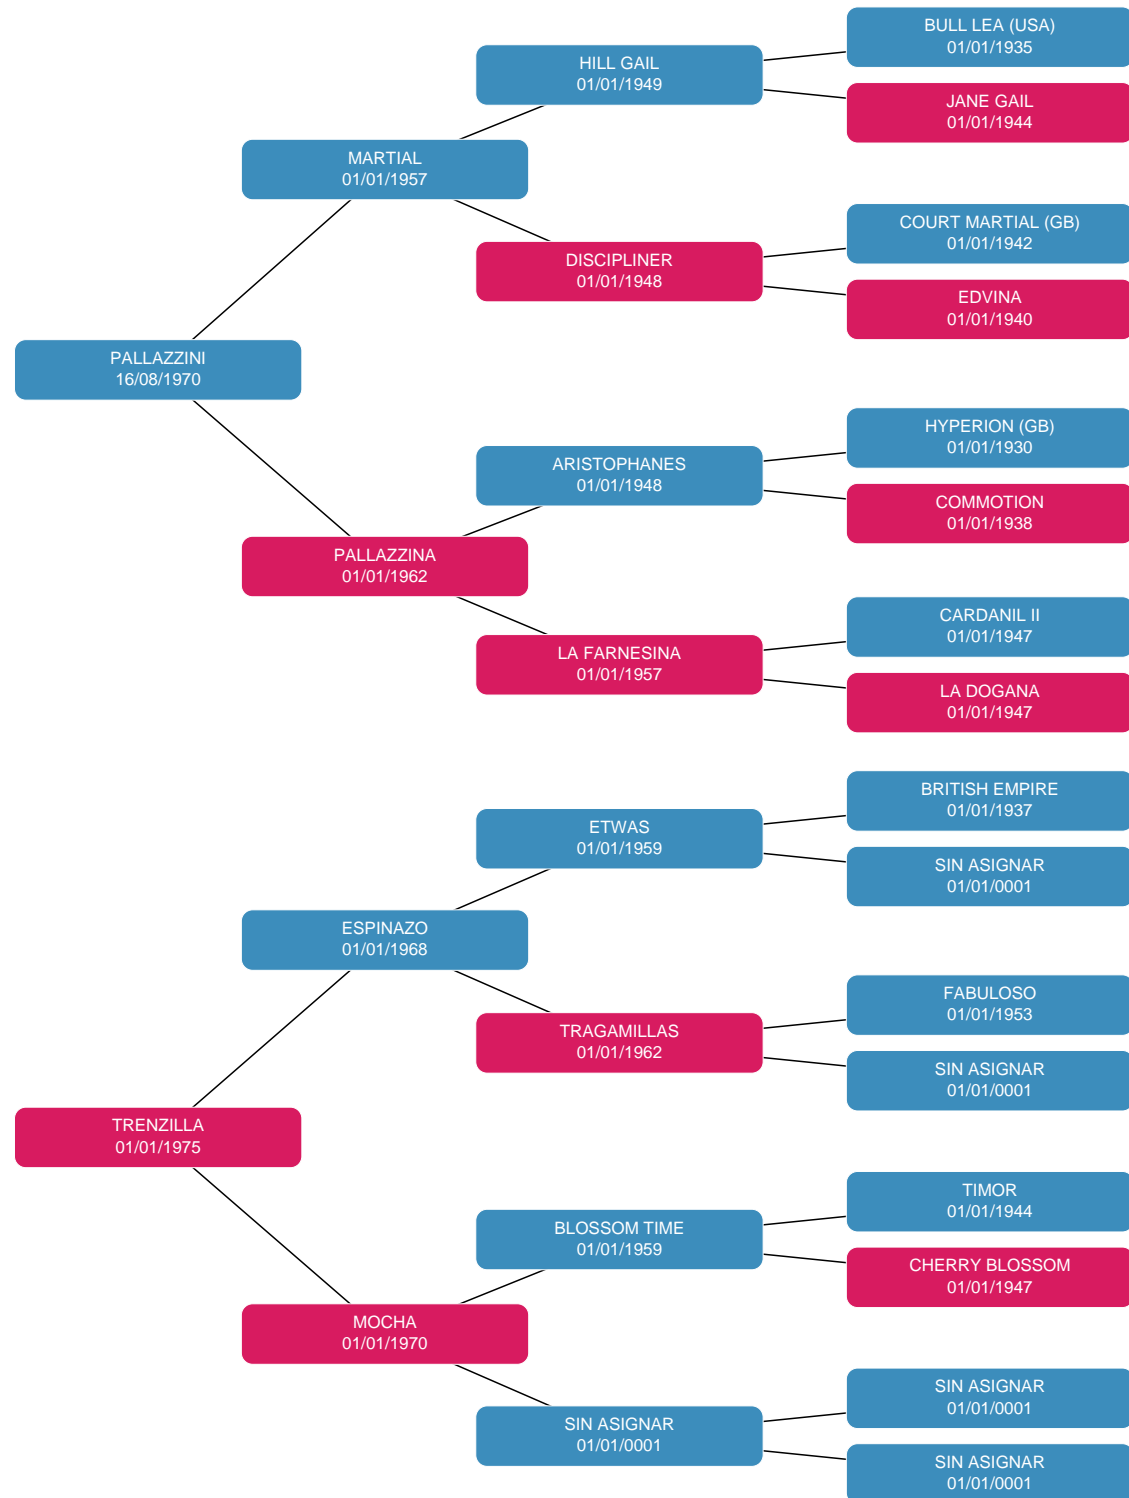 BULL LEA (USA)
01/01/1935
HILL GAIL
01/01/1949
JANE GAIL
01/01/1944
MARTIAL
01/01/1957
COURT MARTIAL (GB)
01/01/1942
DISCIPLINER
01/01/1948
EDVINA
01/01/1940
PALLAZZINI
16/08/1970
HYPERION (GB)
01/01/1930
ARISTOPHANES
01/01/1948
COMMOTION
01/01/1938
PALLAZZINA
01/01/1962
CARDANIL II
01/01/1947
LA FARNESINA
01/01/1957
LA DOGANA
01/01/1947
BRITISH EMPIRE
01/01/1937
ETWAS
01/01/1959
SIN ASIGNAR
01/01/0001
ESPINAZO
01/01/1968
FABULOSO
01/01/1953
TRAGAMILLAS
01/01/1962
SIN ASIGNAR
01/01/0001
TRENZILLA
01/01/1975
TIMOR
01/01/1944
BLOSSOM TIME
01/01/1959
CHERRY BLOSSOM
01/01/1947
MOCHA
01/01/1970
SIN ASIGNAR
01/01/0001
SIN ASIGNAR
01/01/0001
SIN ASIGNAR
01/01/0001